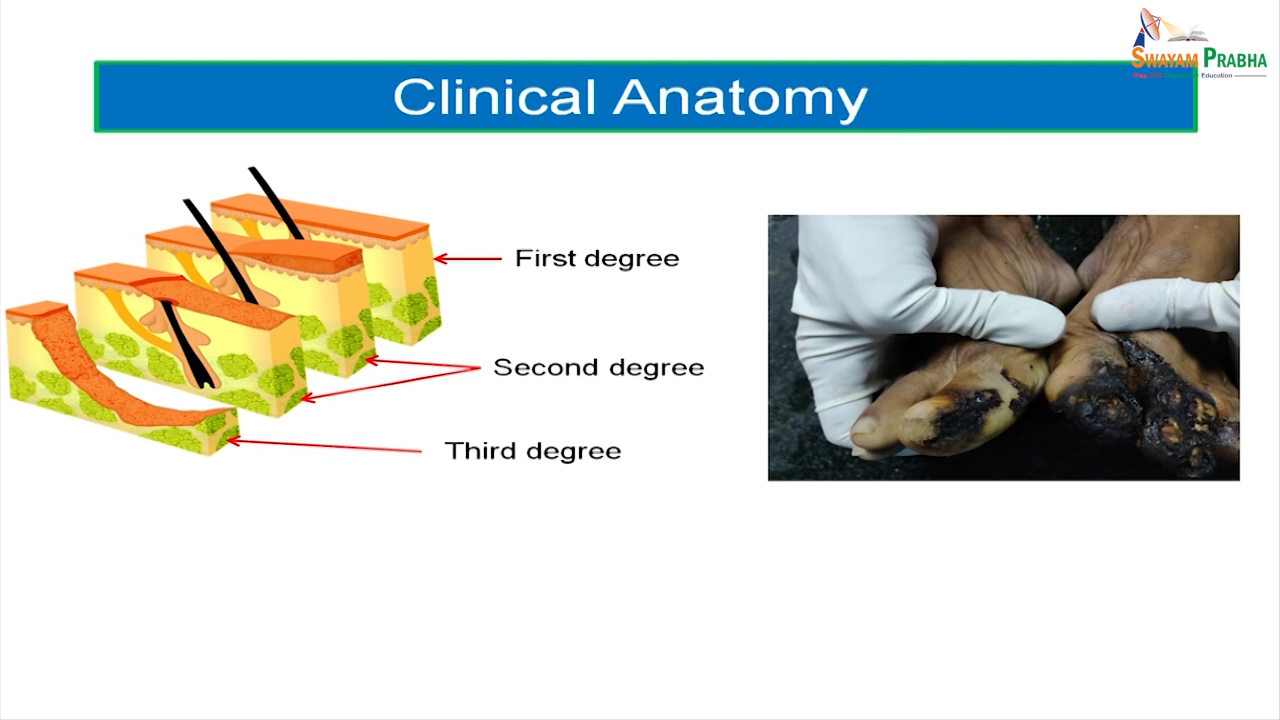 SWAYAM PRABHA
Clinical Anatomy
First degree
Second degree
Third degree